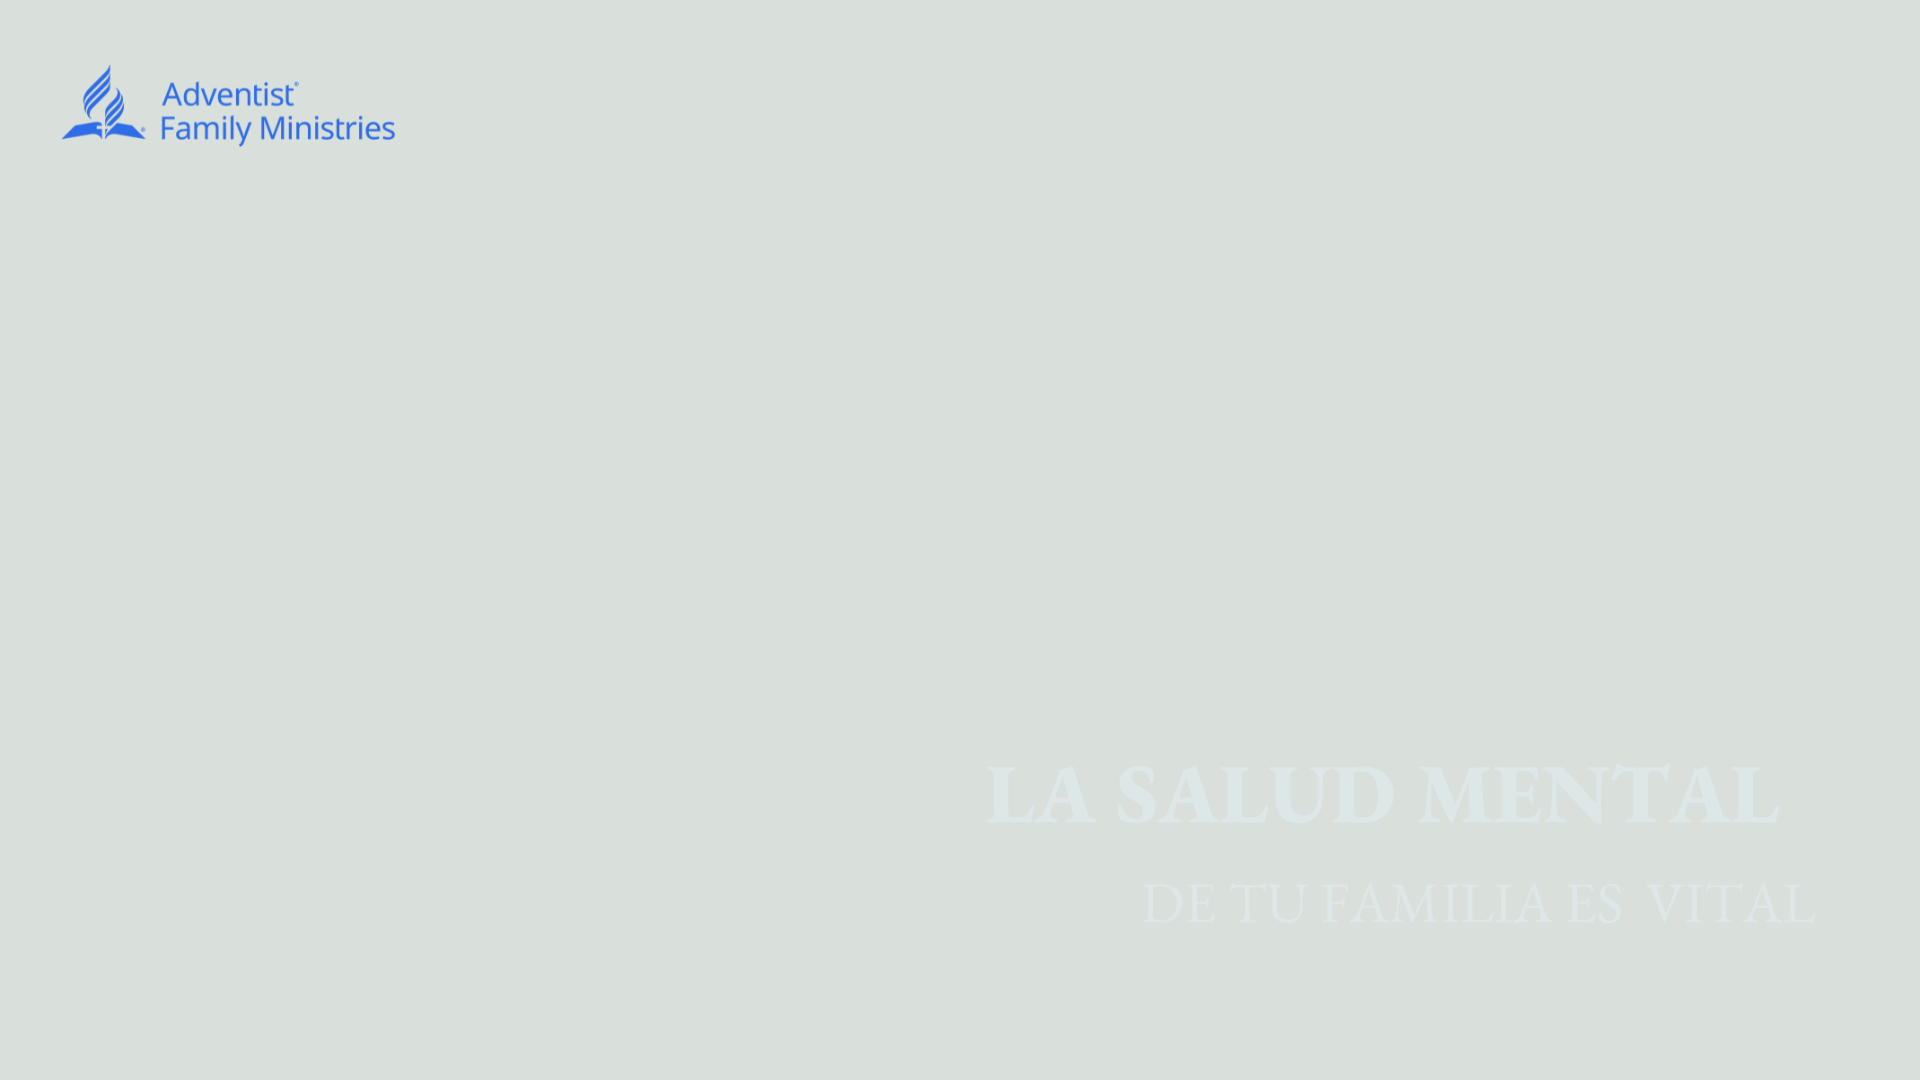 Adventist®
Family Ministries
LA SALUD MENTAL
DE TU FAMILIA ES VITAL